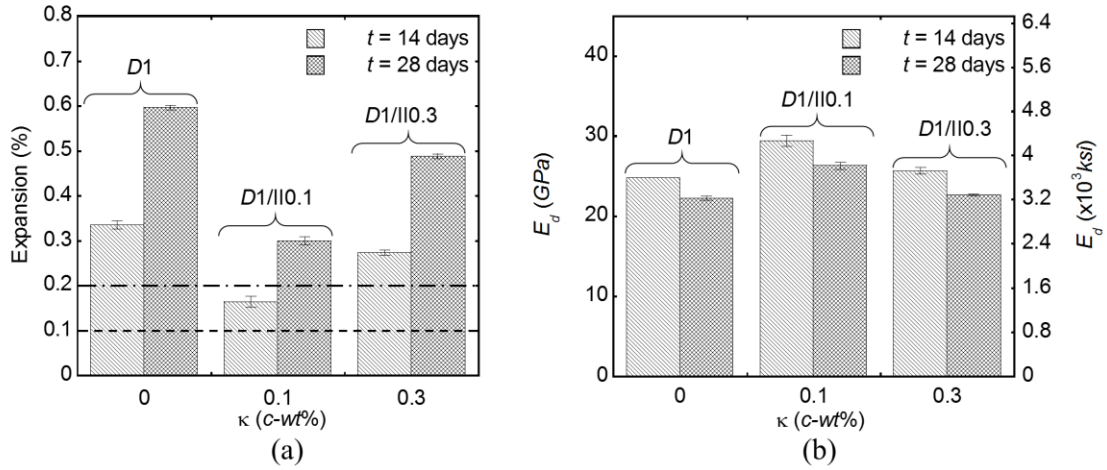 0.8
0.7
0.6
0.5
0.4
0.3
0.2
0.1
0
Expansion (%)
t = 14 days
t = 28 days
D1
D1/II0.1
D1/II0.3
0
0.1
0.3
κ (c-wt%)
(a)
40
30
20
10
0
E_d (GPa)
t = 14 days
t = 28 days
D1
D1/II0.1
D1/II0.3
6.4
5.6
4.8
4
3.2
2.4
1.6
0.8
0
E_d (x10³ksi)
0
0.1
0.3
κ (c-wt%)
(b)